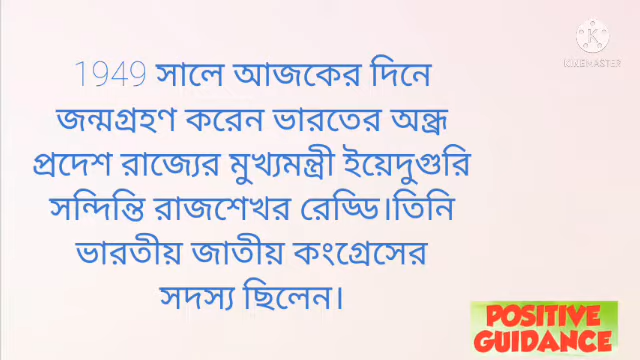 1949 সালে আজকের দিনে
জন্মগ্রহণ করেন ভারতের অন্ধ্র
প্রদেশ রাজ্যের মুখ্যমন্ত্রী ইয়েদুগুরি
সন্দিন্তি রাজশেখর রেড্ডি।তিনি
ভারতীয় জাতীয় কংগ্রেসের
সদস্য ছিলেন।
K
KINEMASTER
POSITIVE
GUIDANCE